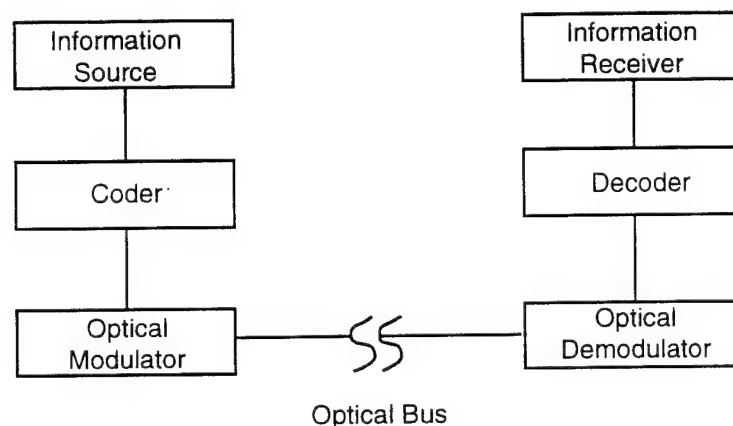 Information
Source
Information
Receiver
Coder
Decoder
Optical
Modulator
Optical
Demodulator
Optical Bus